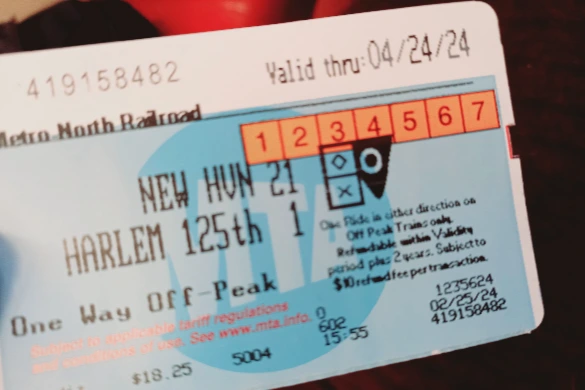 419158482
Valid thru: 04/24/24
Metro North Railroad
1 2 3 4 5 6 7
NEW HVN 21
HARLEM 125th 1
MTA
One Way Off-Peak
One Ride in either direction on
Off Peak Trains only.
Refundable within Validity
period plus 2 years. Subject to
$10 refund fee per transaction.
Subject to applicable tariff regulations
and conditions of use. See www.mta.info.
0
602
15:55
1235624
02/25/24
419158482
$18.25
5004